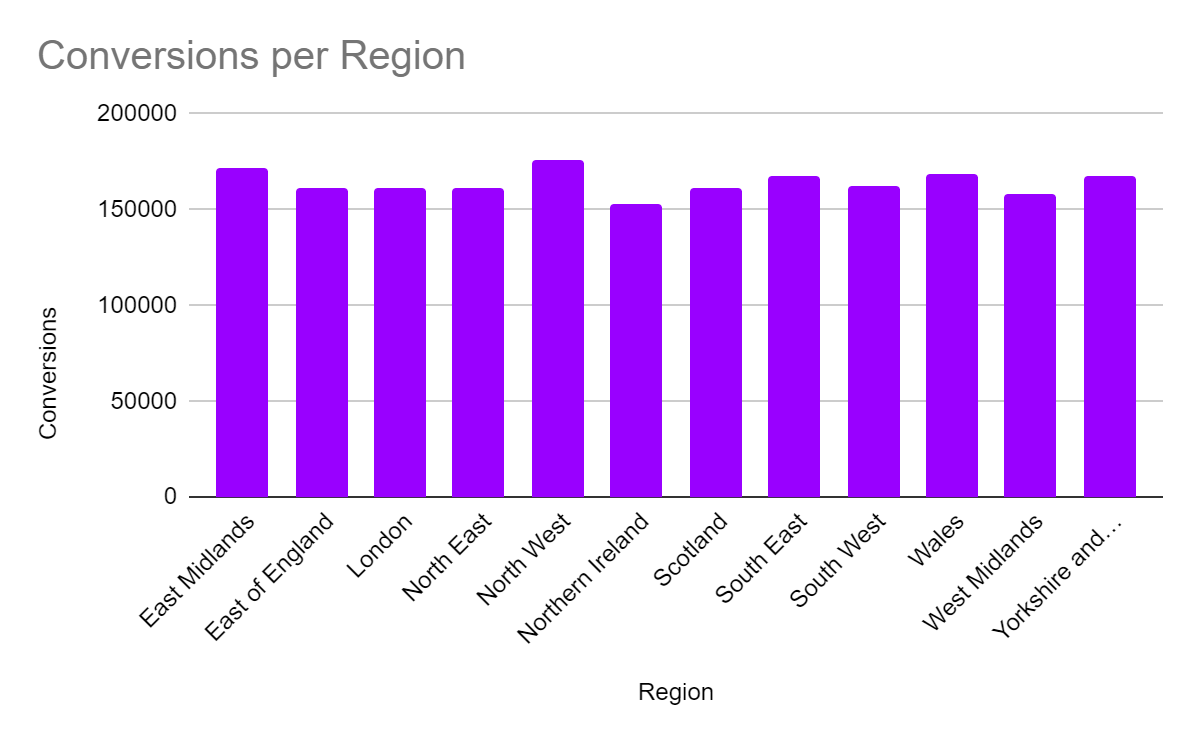 Conversions per Region
200000
150000
100000
50000
0
Conversions
East Midlands
East of England
London
North East
North West
Northern Ireland
Scotland
South East
South West
Wales
West Midlands
Yorkshire and…
Region